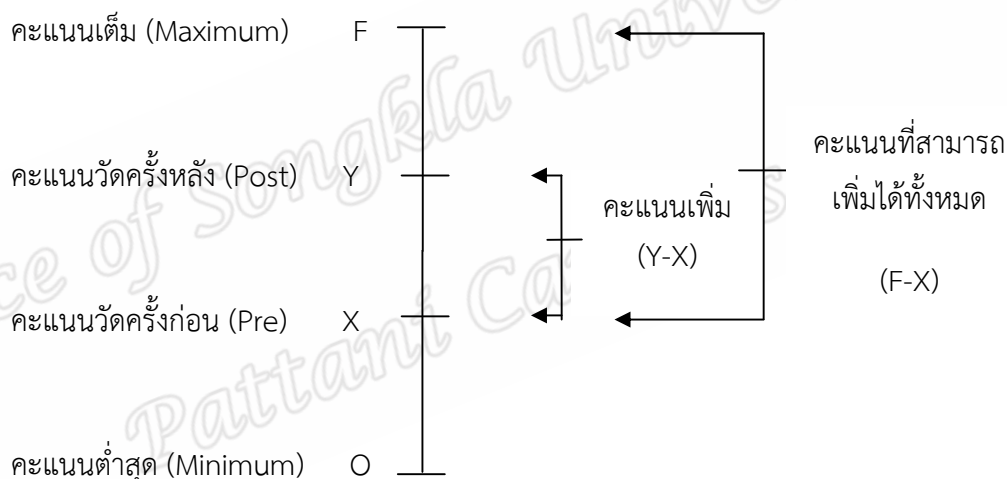 คะแนนเต็ม (Maximum) F
คะแนนที่สามารถ
เพิ่มได้ทั้งหมด
(F-X)
คะแนนวัดครั้งหลัง (Post) Y
คะแนนเพิ่ม
(Y-X)
คะแนนวัดครั้งก่อน (Pre) X
คะแนนต่ำสุด (Minimum) O
of Songkla
Pattani